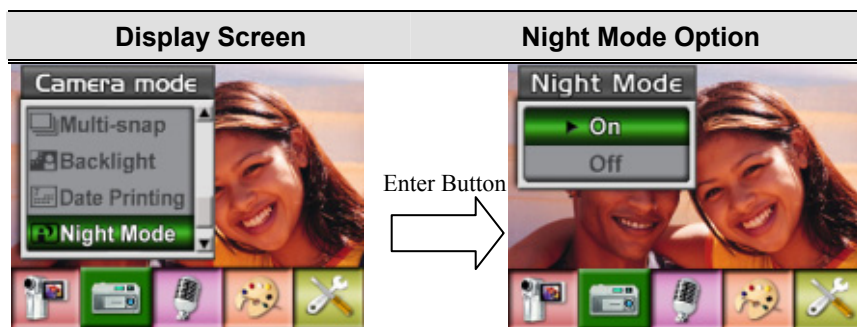 Display Screen
Night Mode Option
Camera mode
Multi-snap
Backlight
Date Printing
Night Mode
Enter Button
Night Mode
On
Off